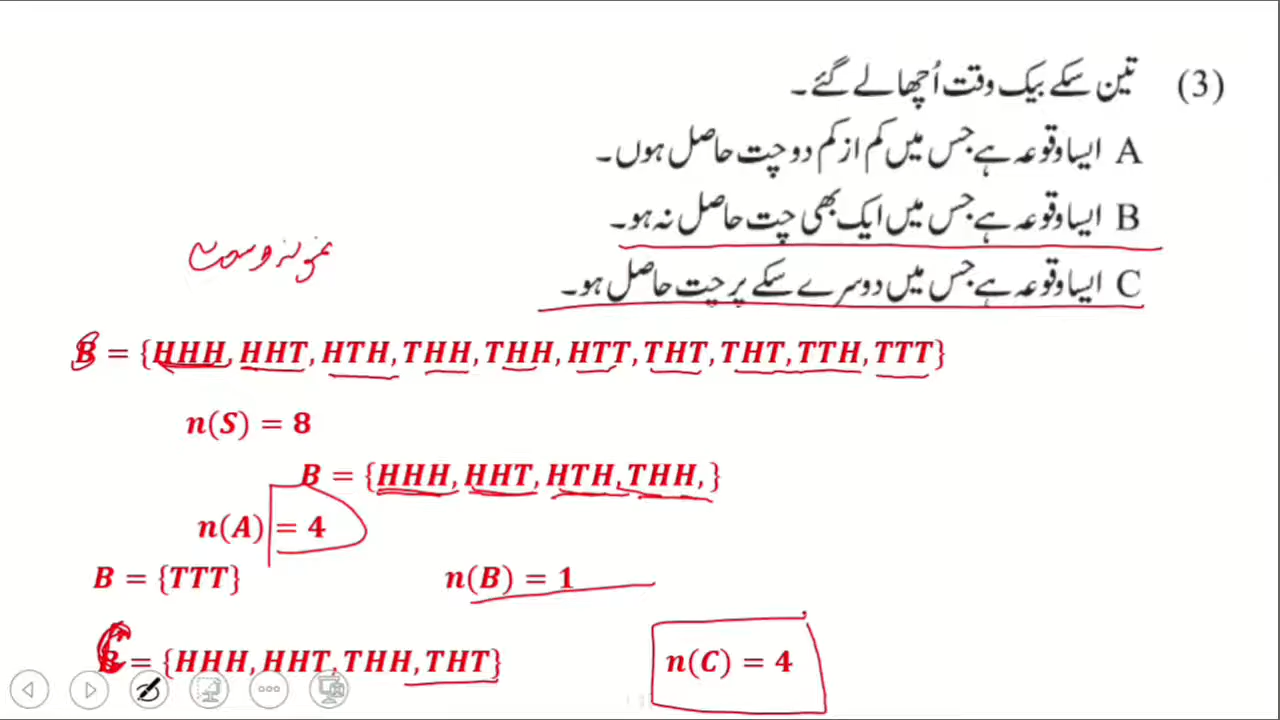 (3) تین سکے بیک وقت اُچھالے گئے۔
A ایسا وقوعہ ہے جس میں کم از کم دو چت حاصل ہوں۔
B ایسا وقوعہ ہے جس میں ایک بھی چت حاصل نہ ہو۔
نمونہ وسعت
C ایسا وقوعہ ہے جس میں دوسرے سکے پر چت حاصل ہو۔
S = {HHH, HHT, HTH, THH, THH, HTT, THT, THT, TTH, TTT}
n(S) = 8
B = {HHH, HHT, HTH, THH, }
n(A) = 4
B = {TTT} n(B) = 1
C = {HHH, HHT, THH, THT} n(C) = 4